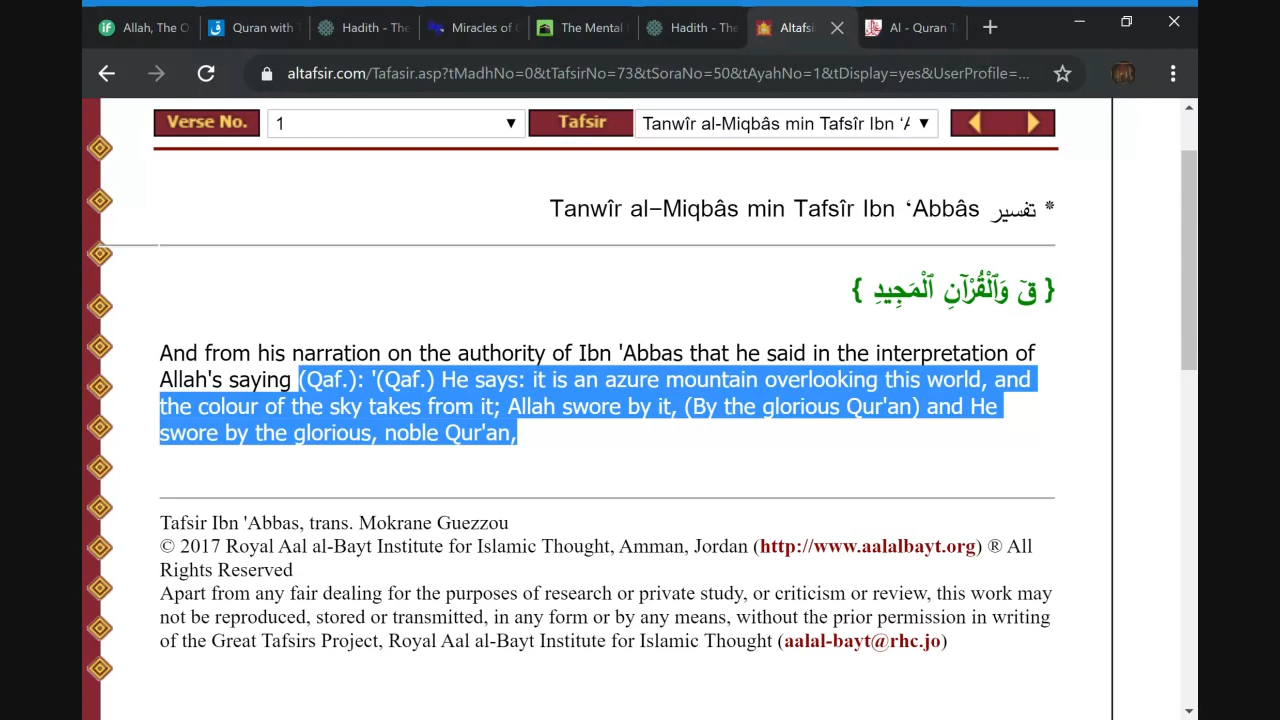 Allah, The O
Quran with T
Hadith - The
Miracles of
The Mental
Hadith - The
Altafsi
Al - Quran T
altafsir.com/Tafasir.asp?tMadhNo=0&tTafsirNo=73&tSoraNo=50&tAyahNo=1&tDisplay=yes&UserProfile=...
Verse No. 1 Tafsir Tanwîr al-Miqbâs min Tafsîr Ibn ‘
* تفسير Tanwîr al-Miqbâs min Tafsîr Ibn ‘Abbâs
{ قۤ وَٱلْقُرْآنِ ٱلْمَجِيدِ }
And from his narration on the authority of Ibn 'Abbas that he said in the interpretation of
Allah's saying (Qaf.): '(Qaf.) He says: it is an azure mountain overlooking this world, and
the colour of the sky takes from it; Allah swore by it, (By the glorious Qur'an) and He
swore by the glorious, noble Qur'an,
Tafsir Ibn 'Abbas, trans. Mokrane Guezzou
© 2017 Royal Aal al-Bayt Institute for Islamic Thought, Amman, Jordan (http://www.aalalbayt.org) ® All
Rights Reserved
Apart from any fair dealing for the purposes of research or private study, or criticism or review, this work may
not be reproduced, stored or transmitted, in any form or by any means, without the prior permission in writing
of the Great Tafsirs Project, Royal Aal al-Bayt Institute for Islamic Thought (aalal-bayt@rhc.jo)